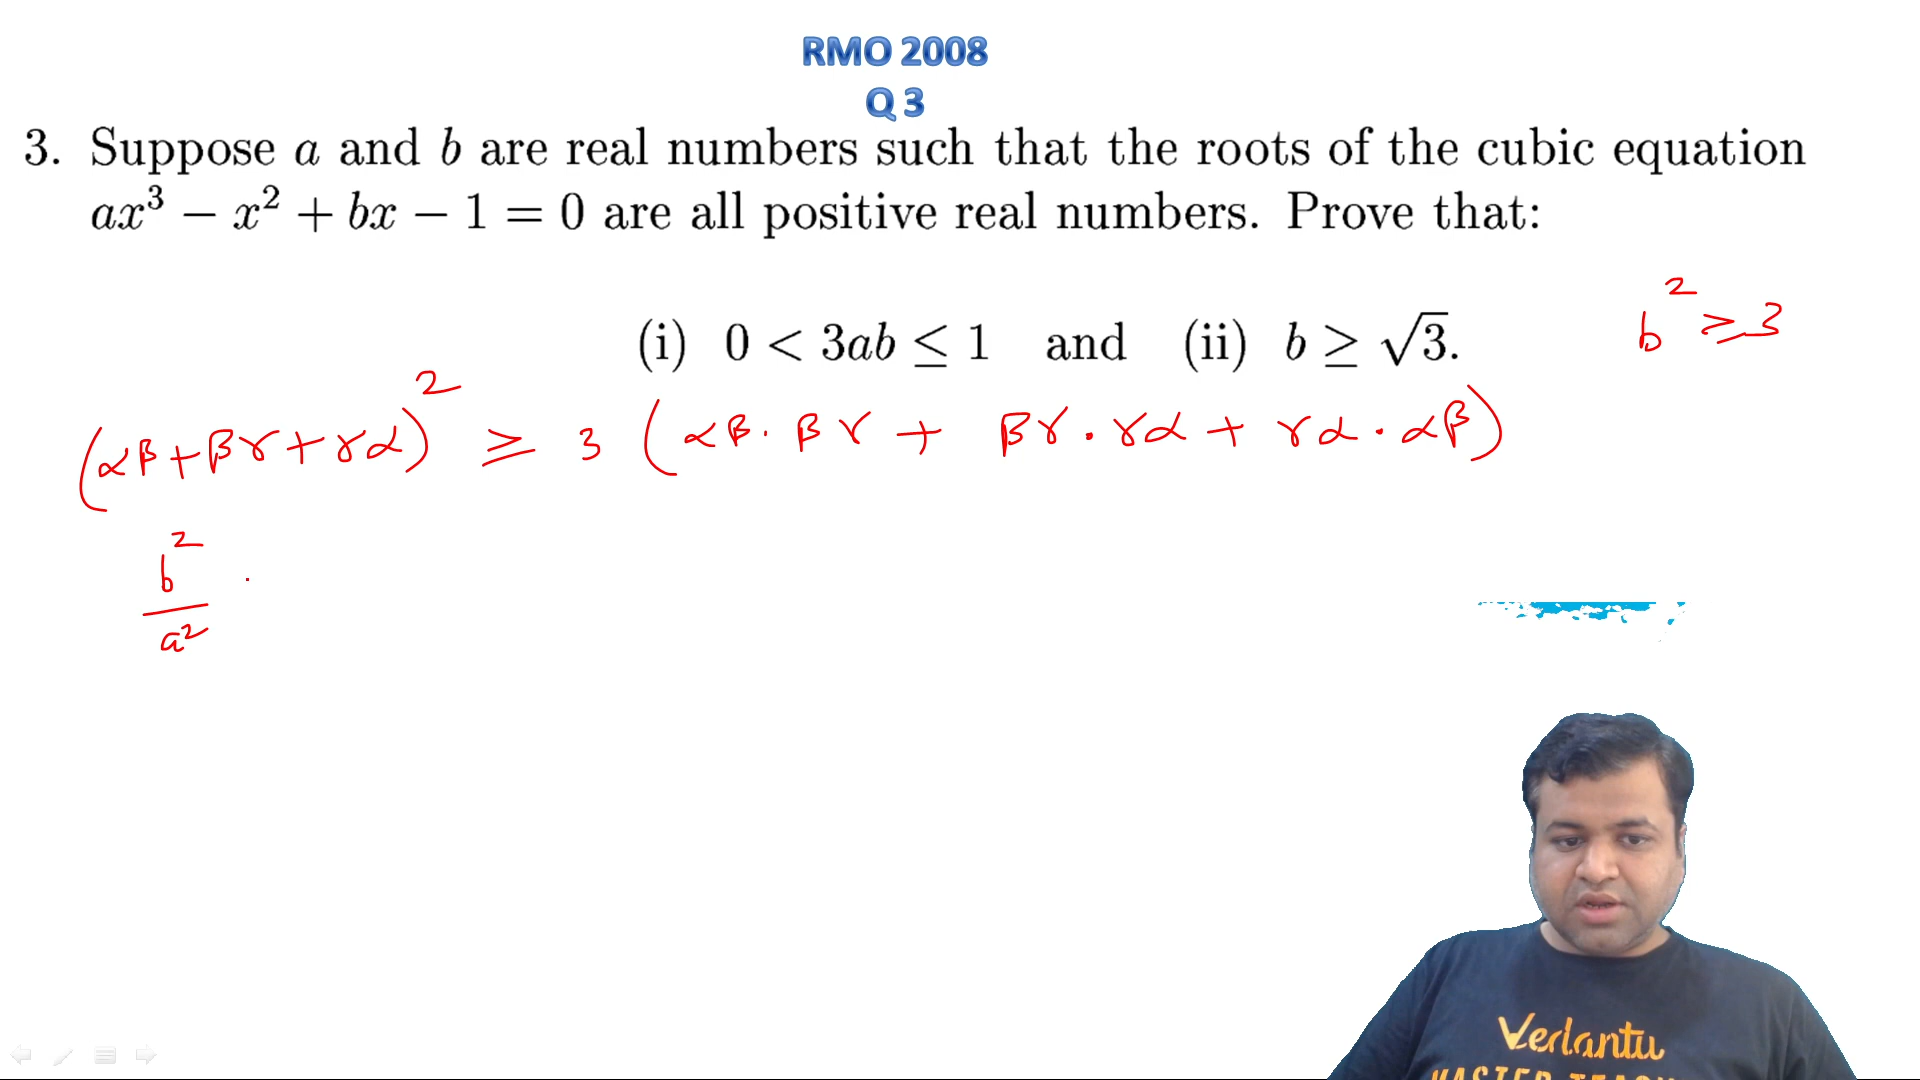 RMO 2008
Q 3
3. Suppose a and b are real numbers such that the roots of the cubic equation
ax³ − x² + bx − 1 = 0 are all positive real numbers. Prove that:
(i) 0 < 3ab ≤ 1 and (ii) b ≥ √3.
b² ≥ 3
(αβ+βγ+γα)² ≥ 3 (αβ·βγ + βγ·γα + γα·αβ)
b²/a² ·
Vedantu
MASTER TEACHER